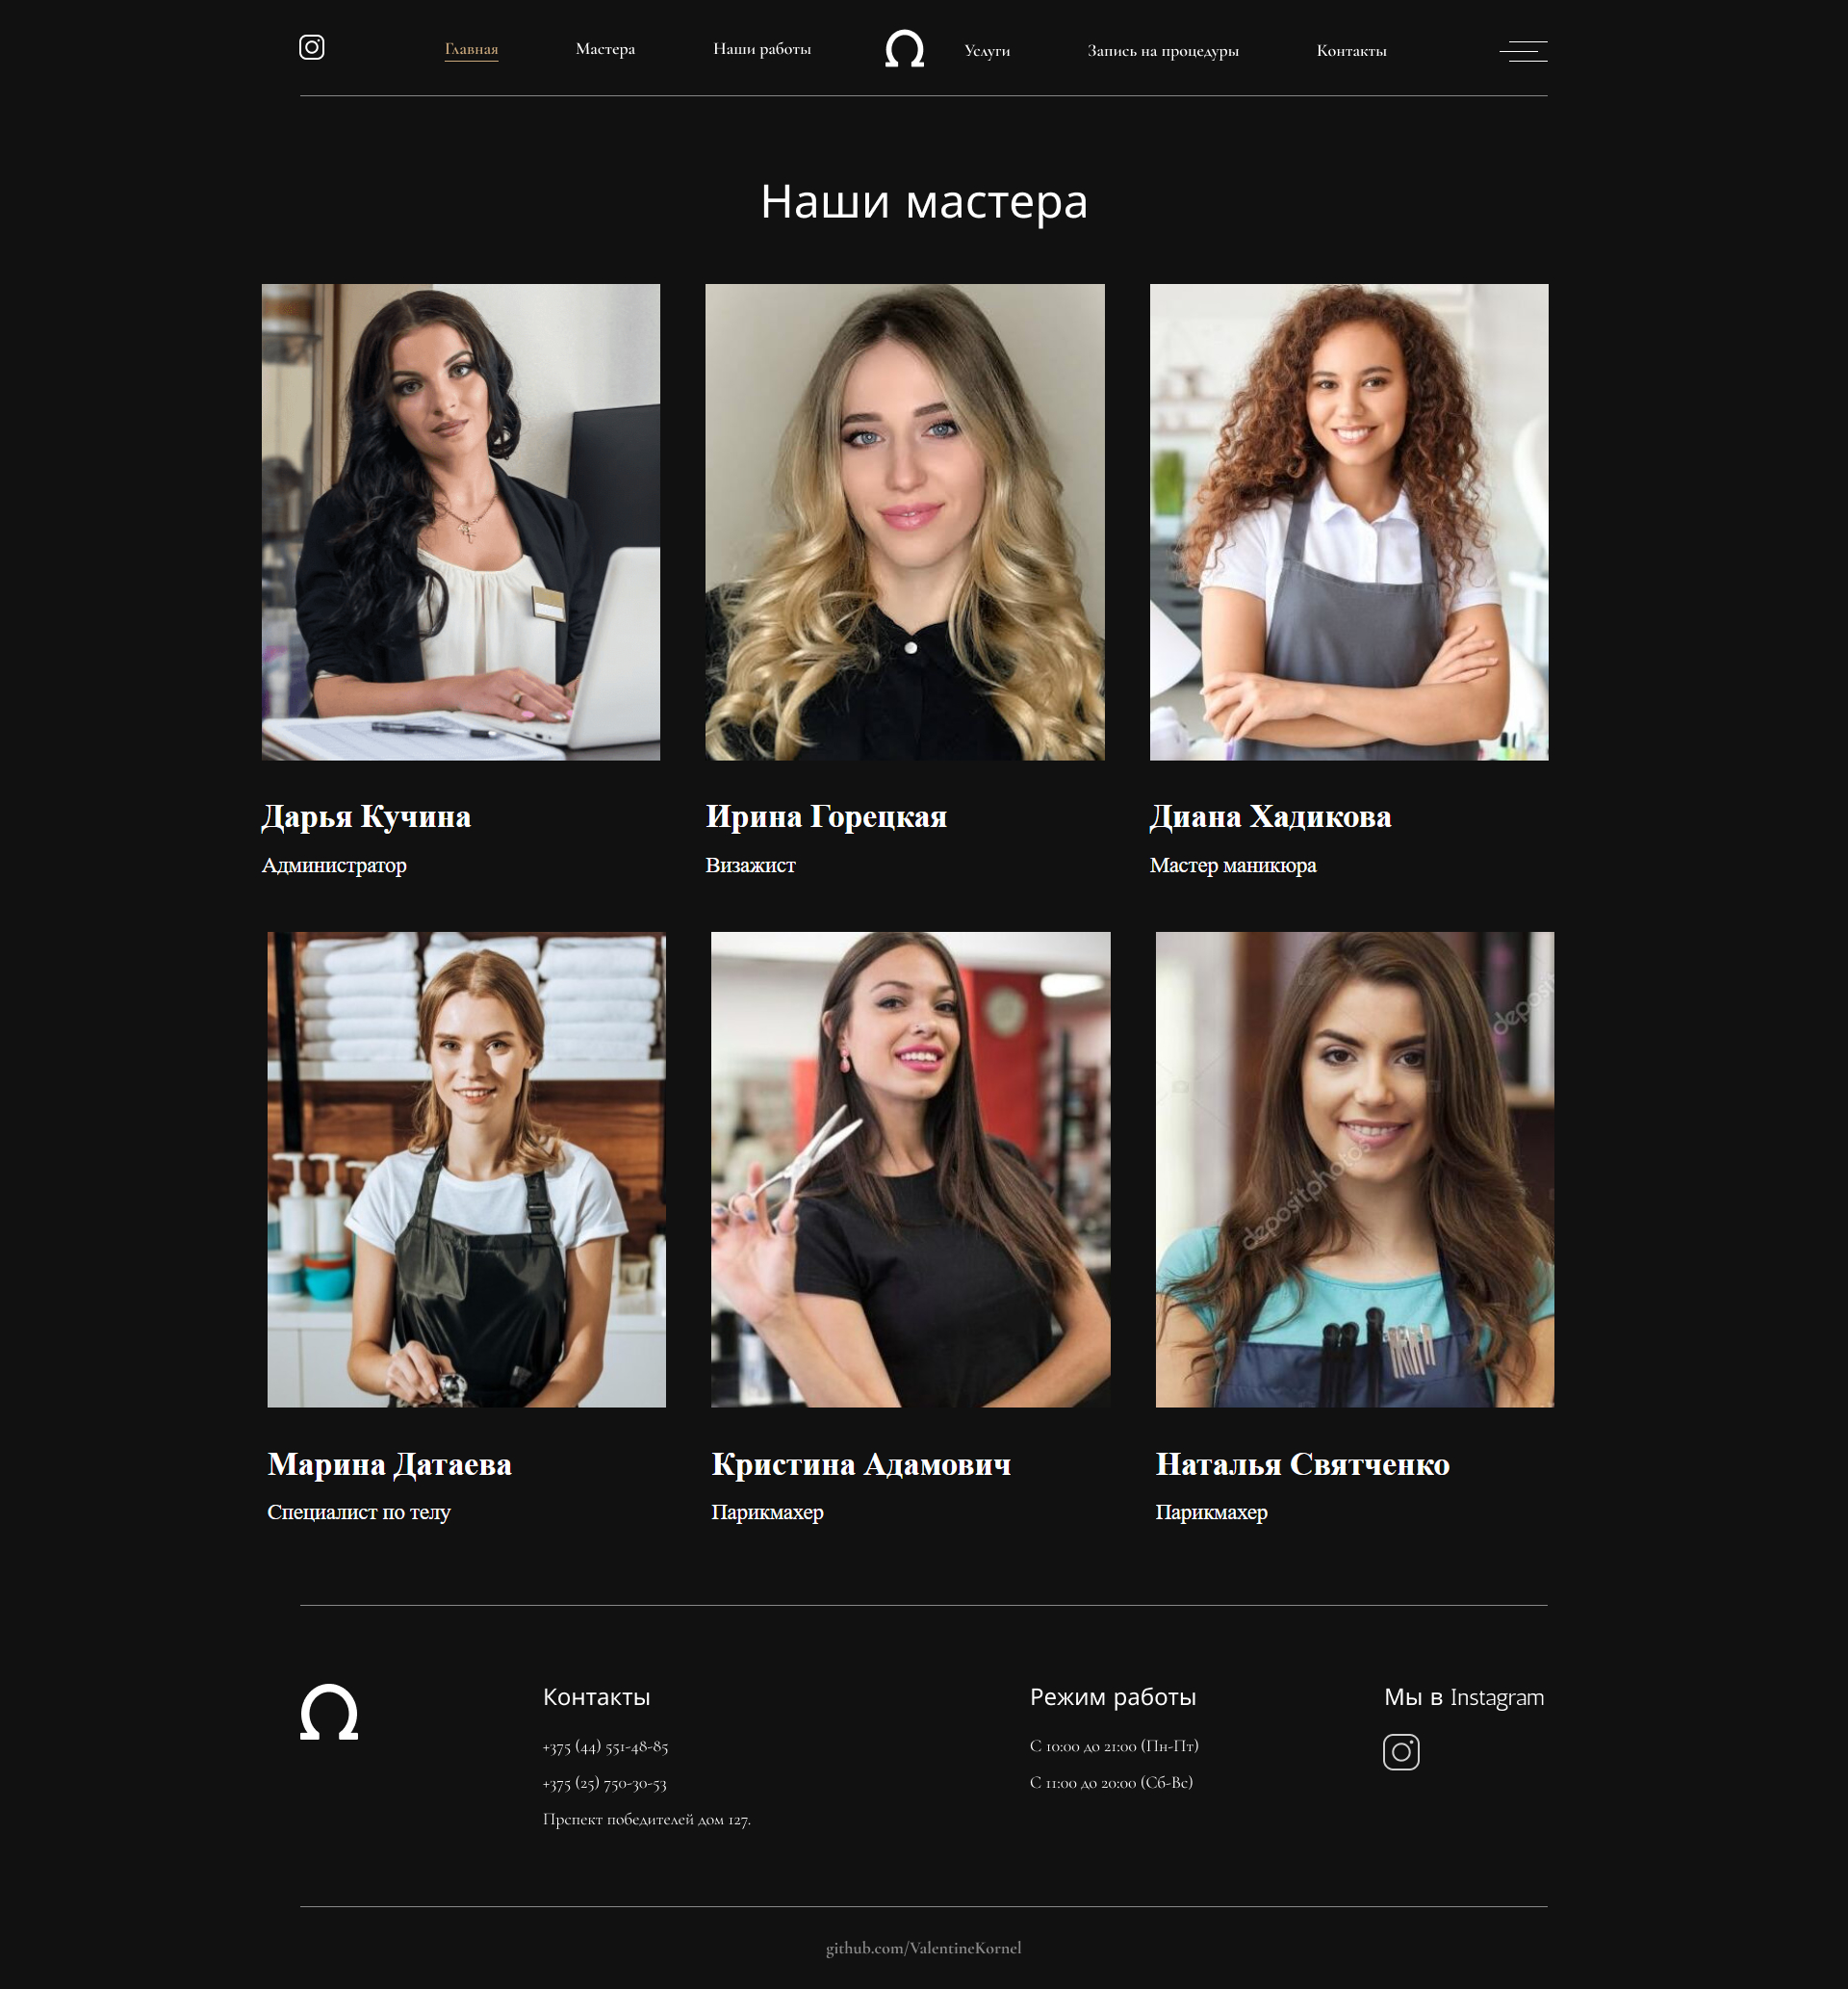 Главная Мастера Наши работы Услуги Запись на процедуры Контакты
Наши мастера
Дарья Кучина
Администратор
Ирина Горецкая
Визажист
Диана Хадикова
Мастер маникюра
depositphotos
Марина Датаева
Специалист по телу
Кристина Адамович
Парикмахер
Наталья Святченко
Парикмахер
Контакты
+375 (44) 551-48-85
+375 (25) 750-30-53
Прспект победителей дом 127.
Режим работы
С 10:00 до 21:00 (Пн-Пт)
С 11:00 до 20:00 (Сб-Вс)
Мы в Instagram
github.com/ValentineKornel